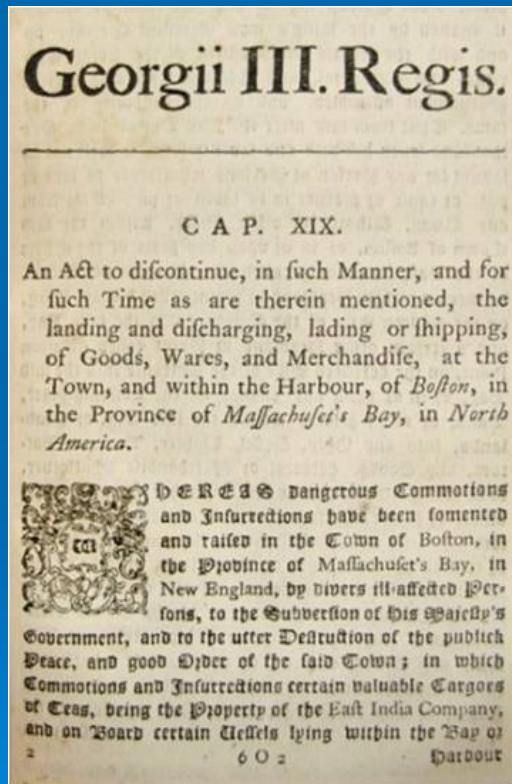 Georgii III. Regis.
CAP. XIX.
An Act to diſcontinue, in ſuch Manner, and for
ſuch Time as are therein mentioned, the
landing and diſcharging, lading or ſhipping,
of Goods, Wares, and Merchandiſe, at the
Town, and within the Harbour, of Boſton, in
the Province of Maſſachuſet's Bay, in North
America.
WHEREAS dangerous Commotions
and Inſurrections have been fomented
and raiſed in the Town of Boſton, in
the Province of Maſſachuſet's Bay, in
New England, by divers ill-affected Per-
ſons, to the Subverſion of His Majeſty's
Government, and to the utter Deſtruction of the publick
Peace, and good Order of the ſaid Town; in which
Commotions and Inſurrections certain valuable Cargoes
of Teas, being the Property of the Eaſt India Company,
and on Board certain Veſſels lying within the Bay or
2 6 O 2 Harbour